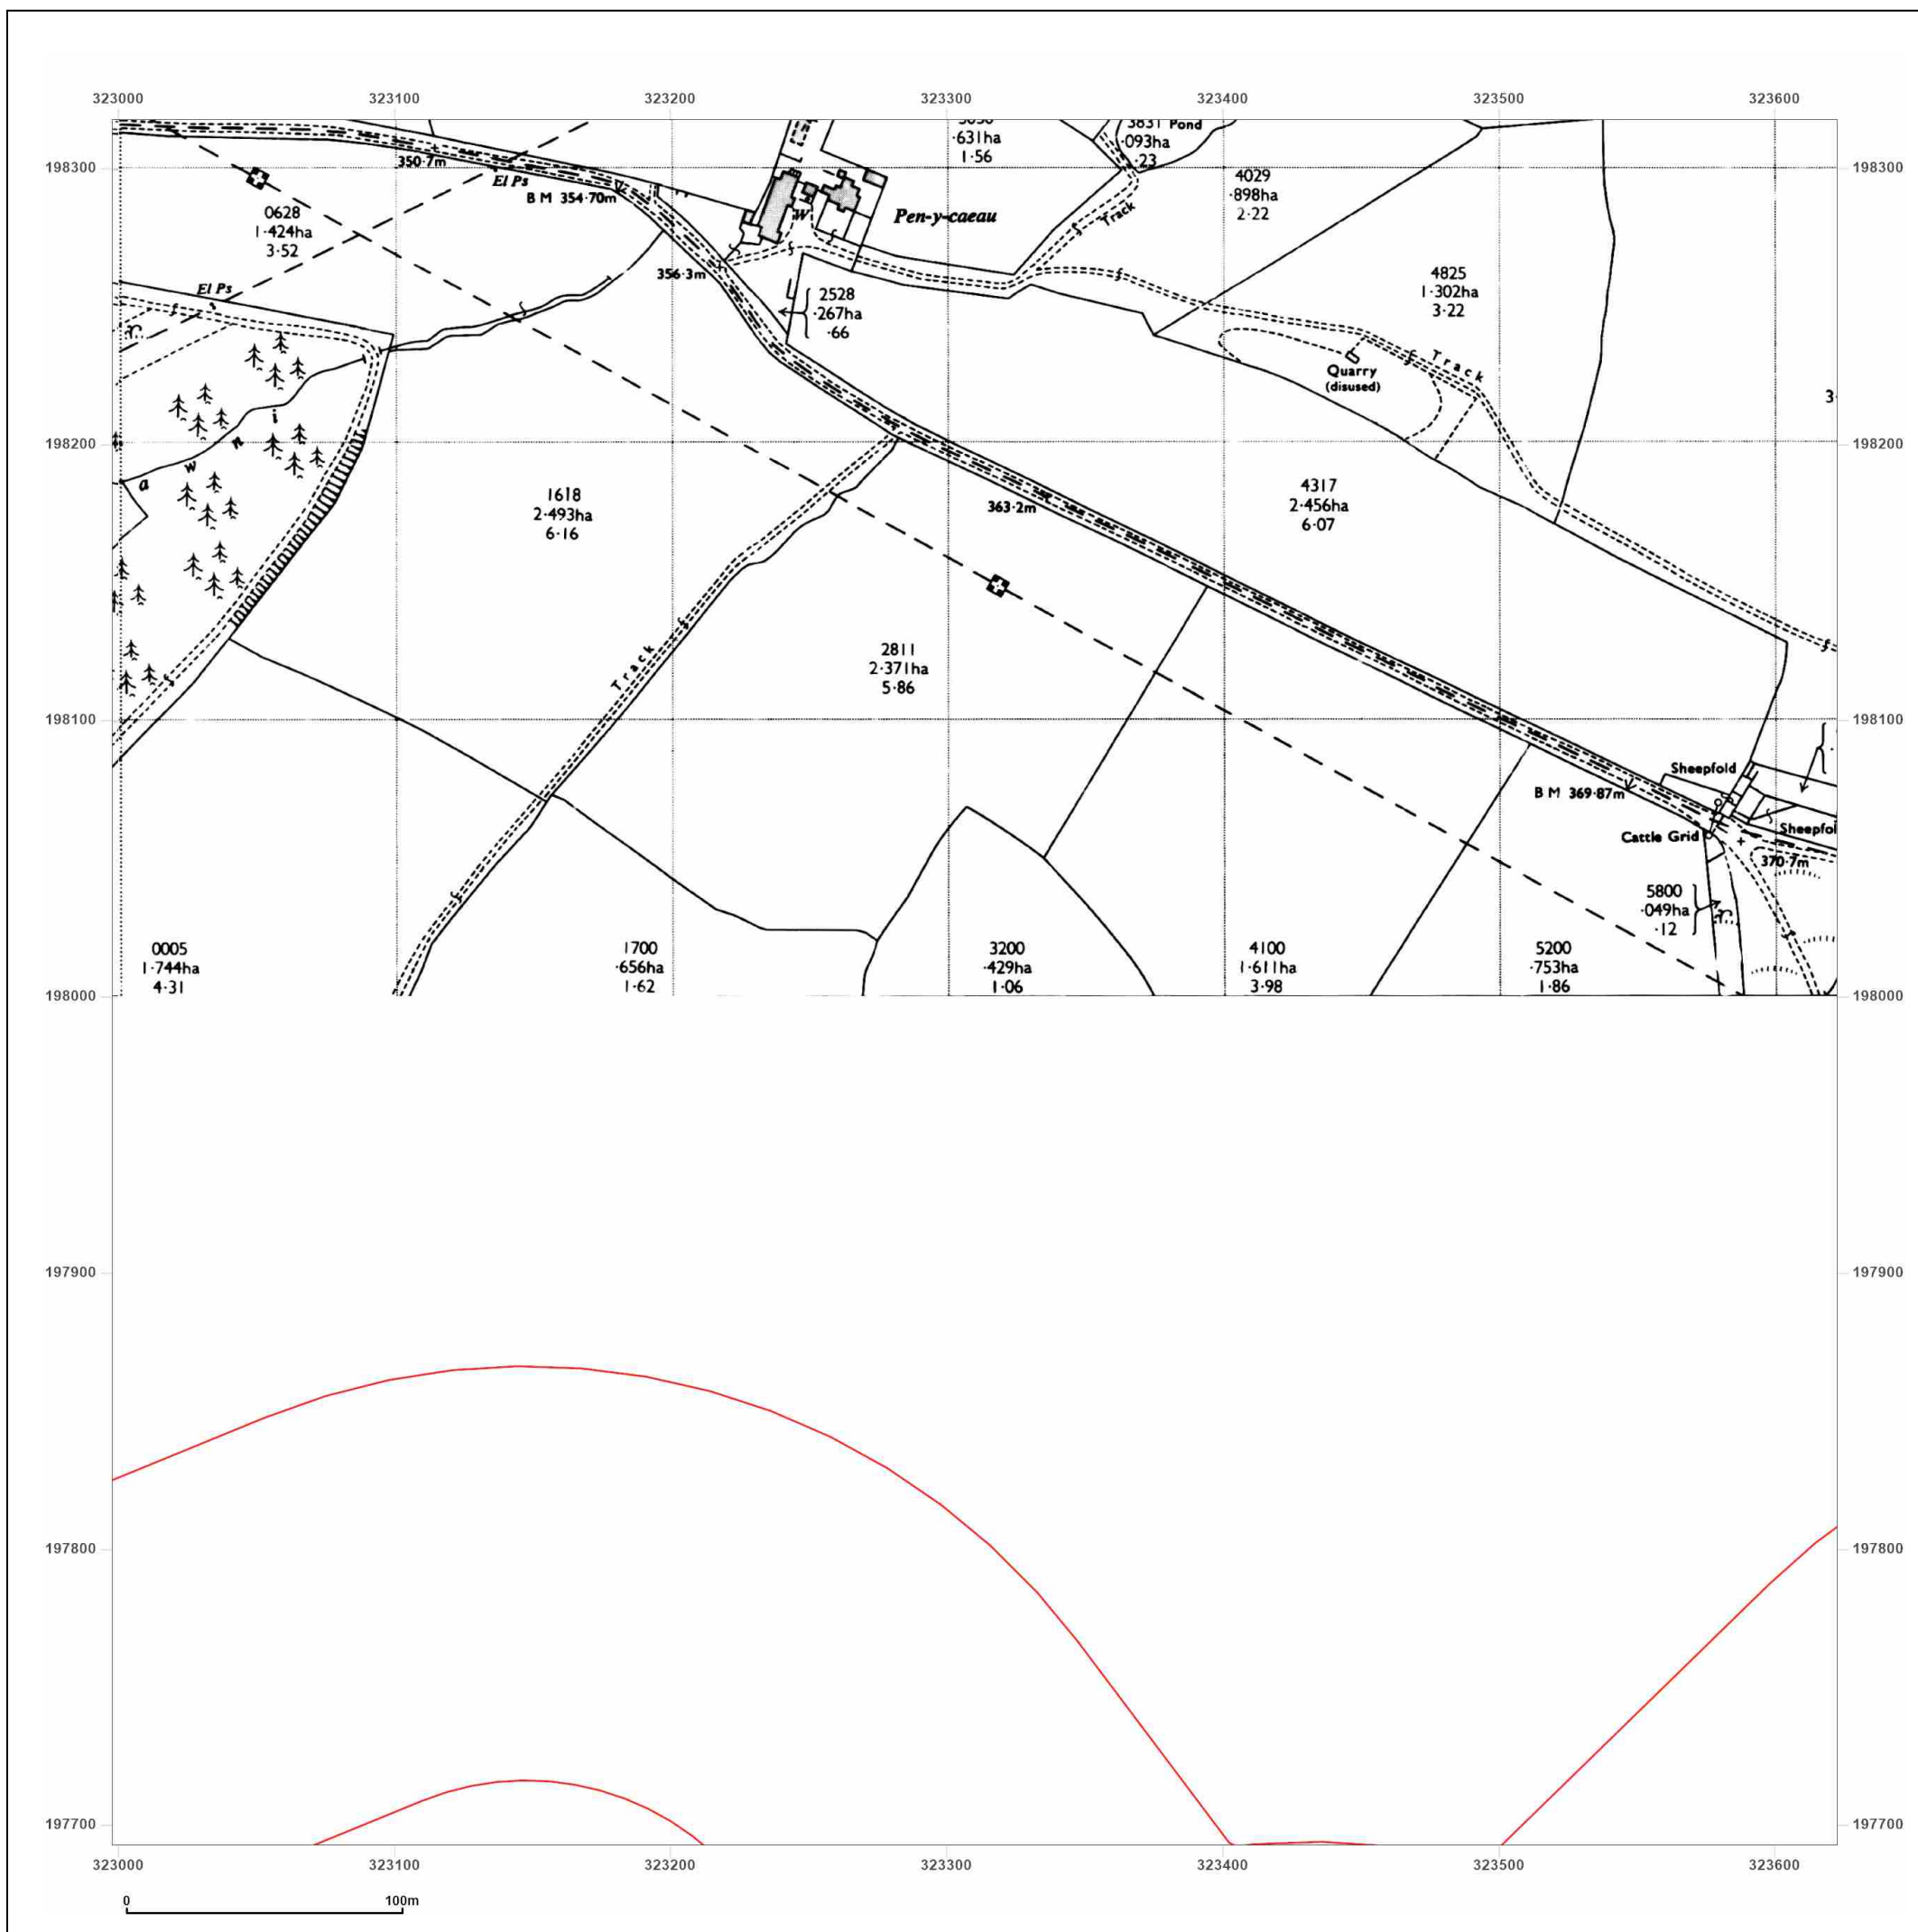 323000 323100 323200 323300 323400 323500 323600
198300 198300
198200 198200
198100 198100
198000 198000
197900 197900
197800 197800
197700 197700
350·7m
El Ps
B M 354·70m
0628
1·424ha
3·52
El Ps
356·3m
W
Pen-y-caeau
·631ha
1·56
3831 Pond
·093ha
·23
Track
4029
·898ha
2·22
4825
1·302ha
3·22
2528
·267ha
·66
Quarry
(disused)
Track
3·
a w n i
1618
2·493ha
6·16
363·2m
4317
2·456ha
6·07
Track
2811
2·371ha
5·86
Sheepfold
B M 369·87m
Cattle Grid
Sheepfol
370·7m
5800
·049ha
·12
0005
1·744ha
4·31
1700
·656ha
1·62
3200
·429ha
1·06
4100
1·611ha
3·98
5200
·753ha
1·86
323000 323100 323200 323300 323400 323500 323600
0 100m